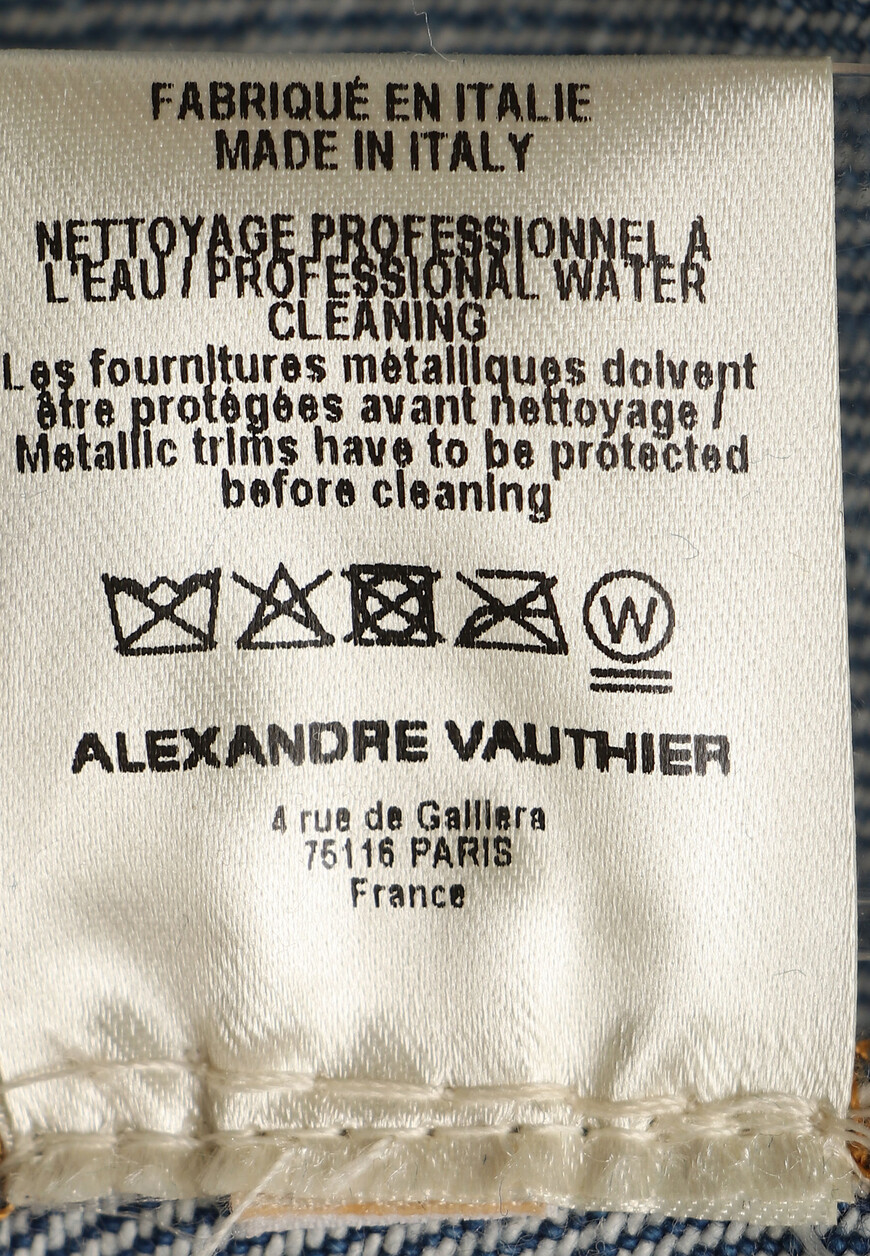 FABRIQUÉ EN ITALIE
MADE IN ITALY
NETTOYAGE PROFESSIONNEL A
L'EAU / PROFESSIONAL WATER
CLEANING
Les fournitures métalliques doivent
être protégées avant nettoyage /
Metallic trims have to be protected
before cleaning
W
ALEXANDRE VAUTHIER
4 rue de Galliera
75116 PARIS
France